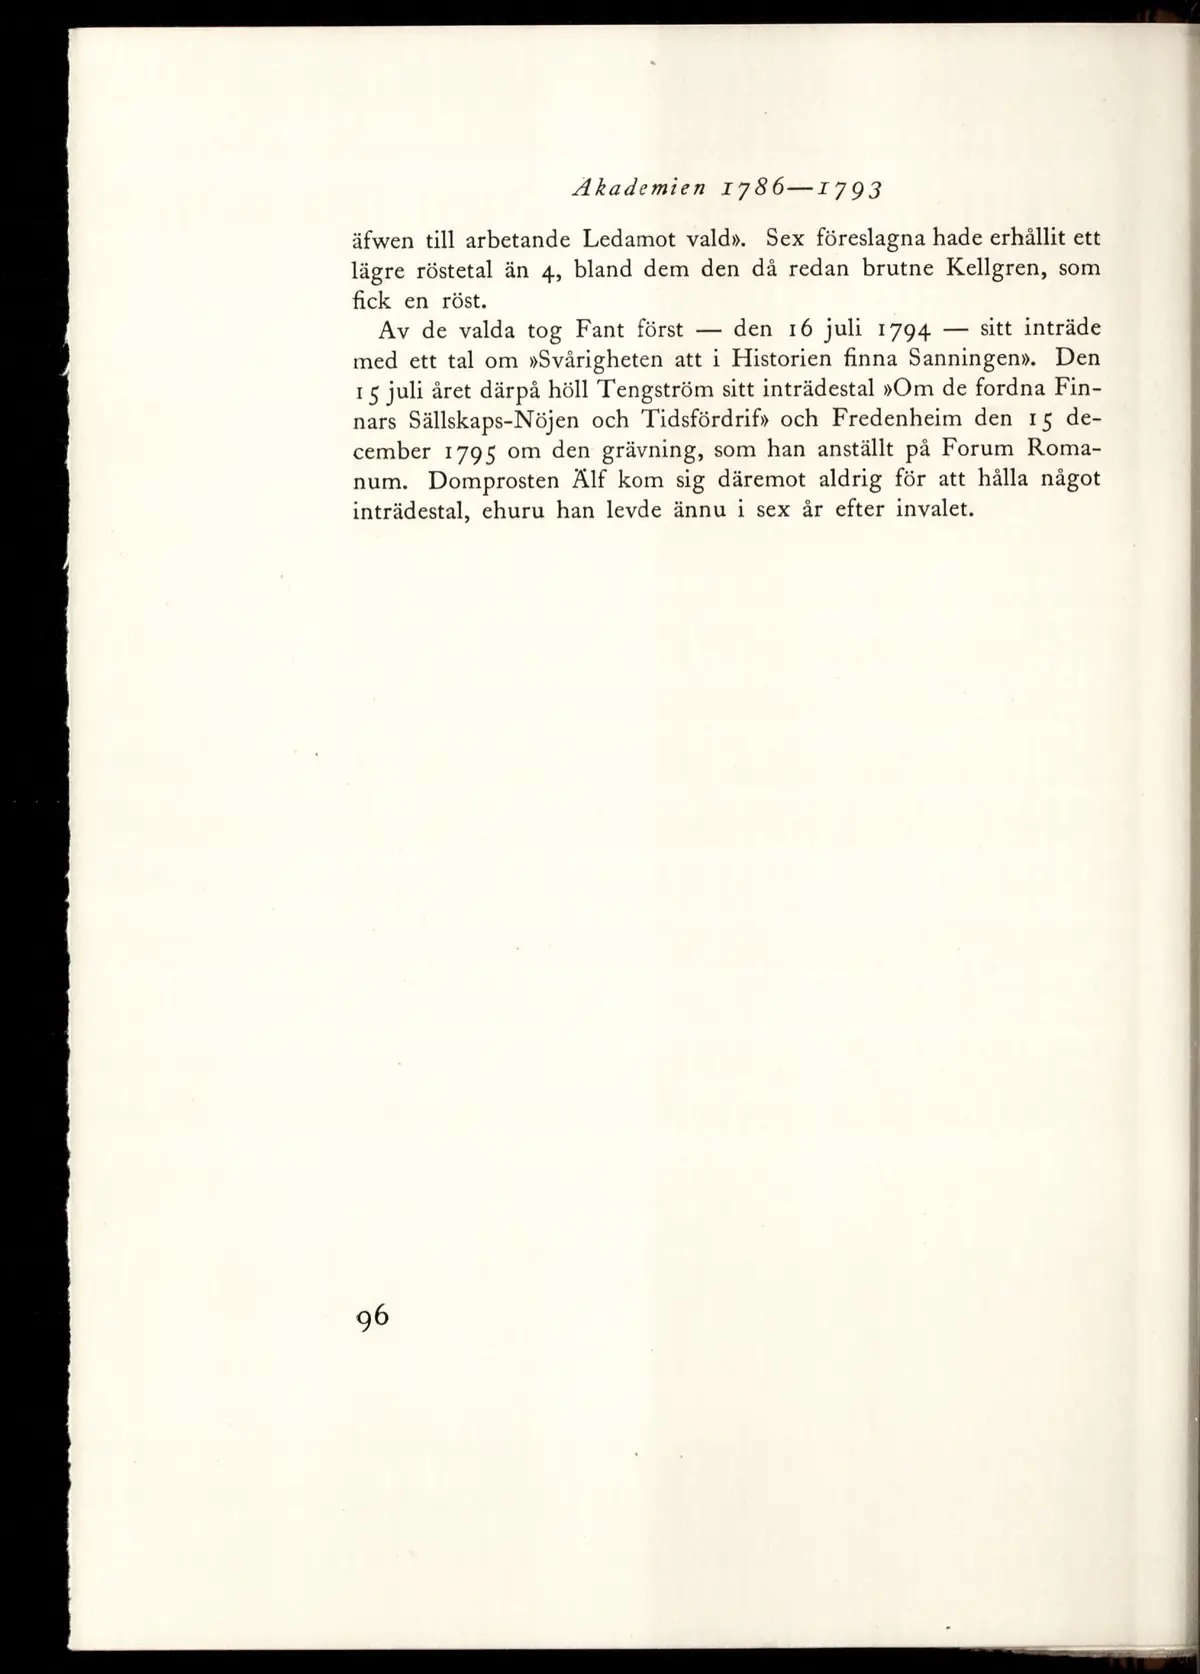 Akademien 1786—1793
äfwen till arbetande Ledamot vald». Sex föreslagna hade erhållit ett
lägre röstetal än 4, bland dem den då redan brutne Kellgren, som
fick en röst.
Av de valda tog Fant först — den 16 juli 1794 — sitt inträde
med ett tal om »Svårigheten att i Historien finna Sanningen». Den
15 juli året därpå höll Tengström sitt inträdestal »Om de fordna Fin-
nars Sällskaps-Nöjen och Tidsfördrif» och Fredenheim den 15 de-
cember 1795 om den grävning, som han anställt på Forum Roma-
num. Domprosten Älf kom sig däremot aldrig för att hålla något
inträdestal, ehuru han levde ännu i sex år efter invalet.
96